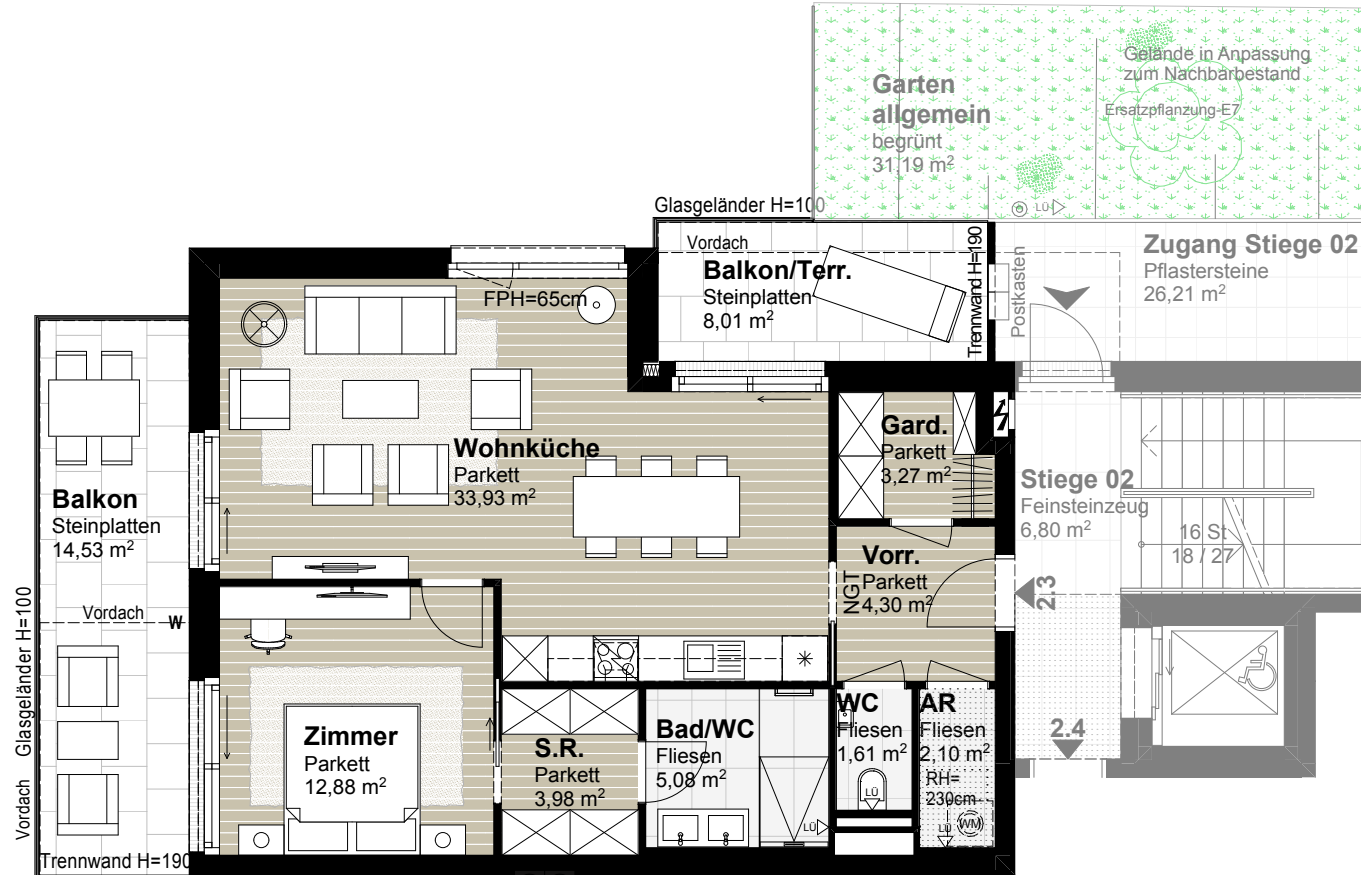 Gelände in Anpassung
zum Nachbarbestand
Ersatzpflanzung-E7
Garten
allgemein
begrünt
31,19 m²
LÜ
Glasgeländer H=100
Vordach
Balkon/Terr.
Steinplatten
8,01 m²
Trennwand H=190
Postkasten
Zugang Stiege 02
Pflastersteine
26,21 m²
FPH=65cm
Wohnküche
Parkett
33,93 m²
Gard.
Parkett
3,27 m²
Stiege 02
Feinsteinzeug
6,80 m²
16 St
18 / 27
Balkon
Steinplatten
14,53 m²
Vorr.
Parkett
4,30 m²
NGT
2.3
Vordach
W
Glasgeländer H=100
Vordach
Zimmer
Parkett
12,88 m²
S.R.
Parkett
3,98 m²
Bad/WC
Fliesen
5,08 m²
LÜ
WC
Fliesen
1,61 m²
LÜ
AR
Fliesen
2,10 m²
RH=
230cm
WM
LÜ
2.4
Trennwand H=190